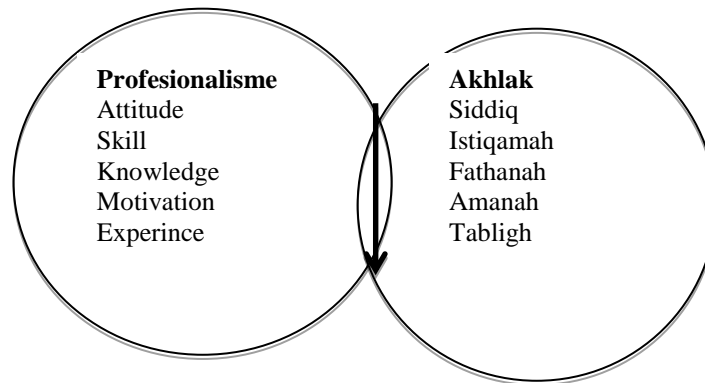 Profesionalisme
Attitude
Skill
Knowledge
Motivation
Experince
Akhlak
Siddiq
Istiqamah
Fathanah
Amanah
Tabligh